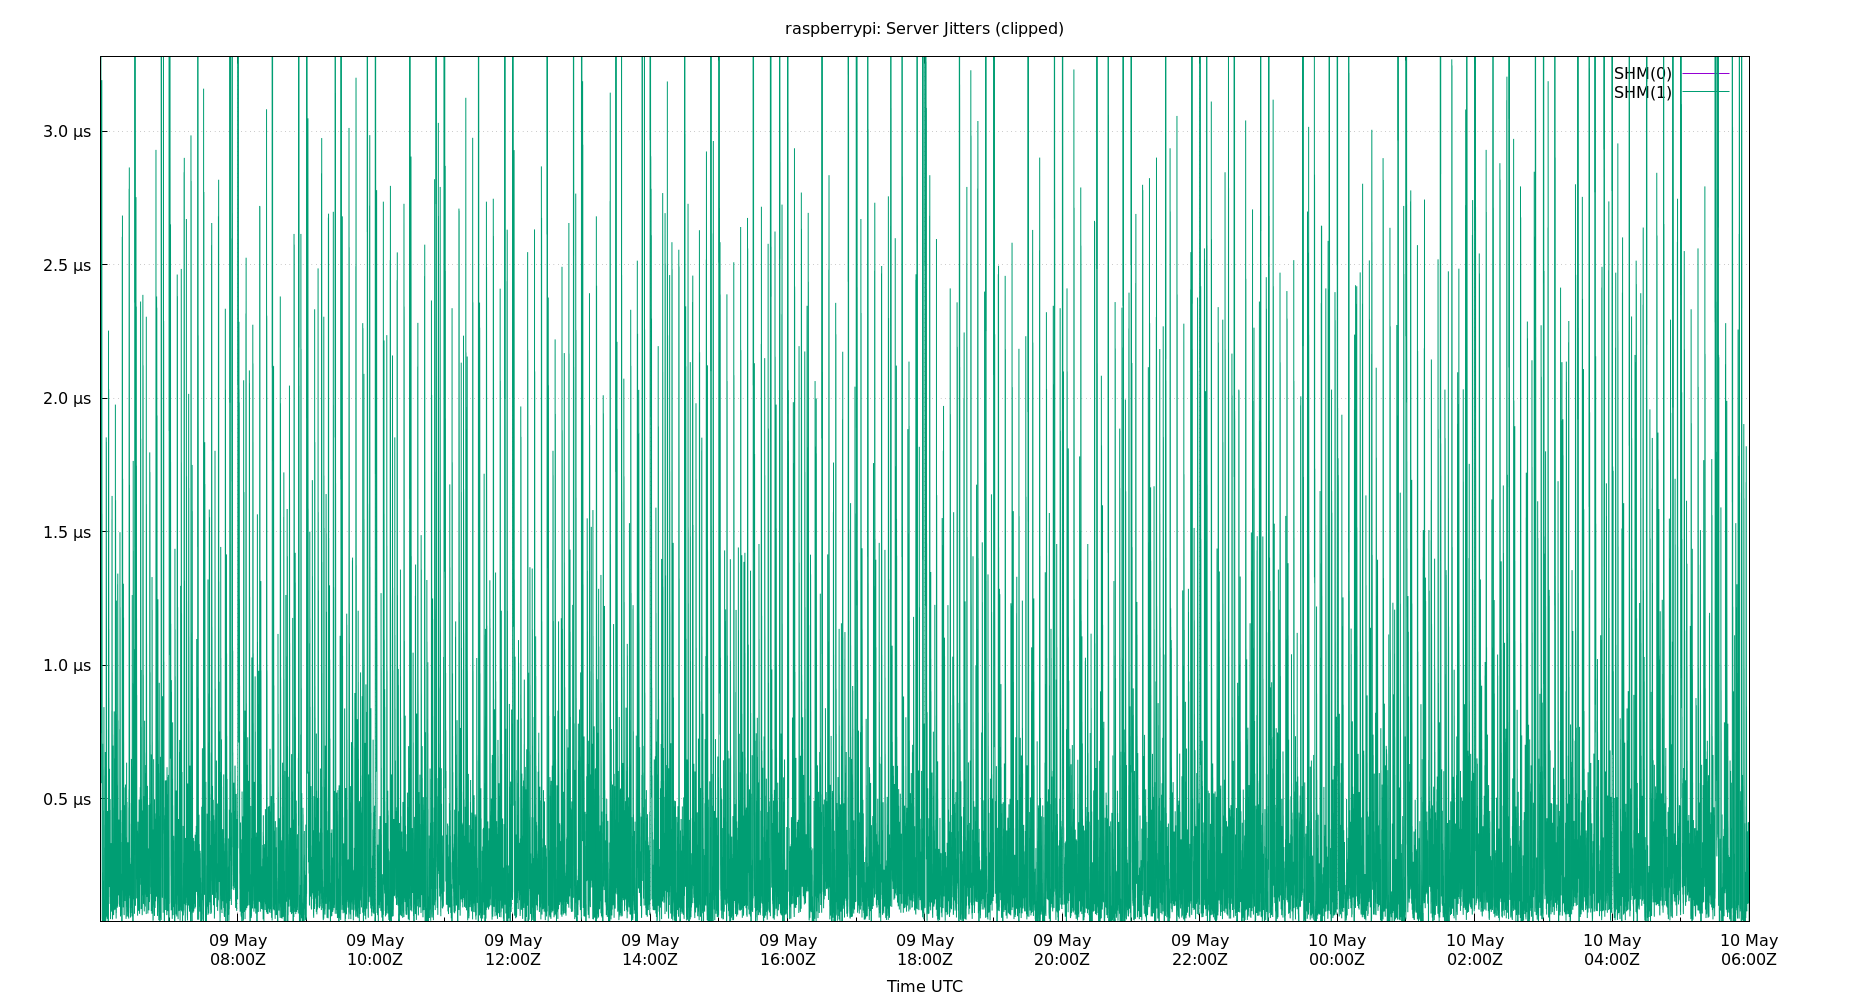 raspberrypi: Server Jitters (clipped)
SHM(0)
SHM(1)
3.0 µs
2.5 µs
2.0 µs
1.5 µs
1.0 µs
0.5 µs
09 May 09 May 09 May 09 May 09 May 09 May 09 May 09 May 10 May 10 May 10 May 10 May
08:00Z 10:00Z 12:00Z 14:00Z 16:00Z 18:00Z 20:00Z 22:00Z 00:00Z 02:00Z 04:00Z 06:00Z
Time UTC